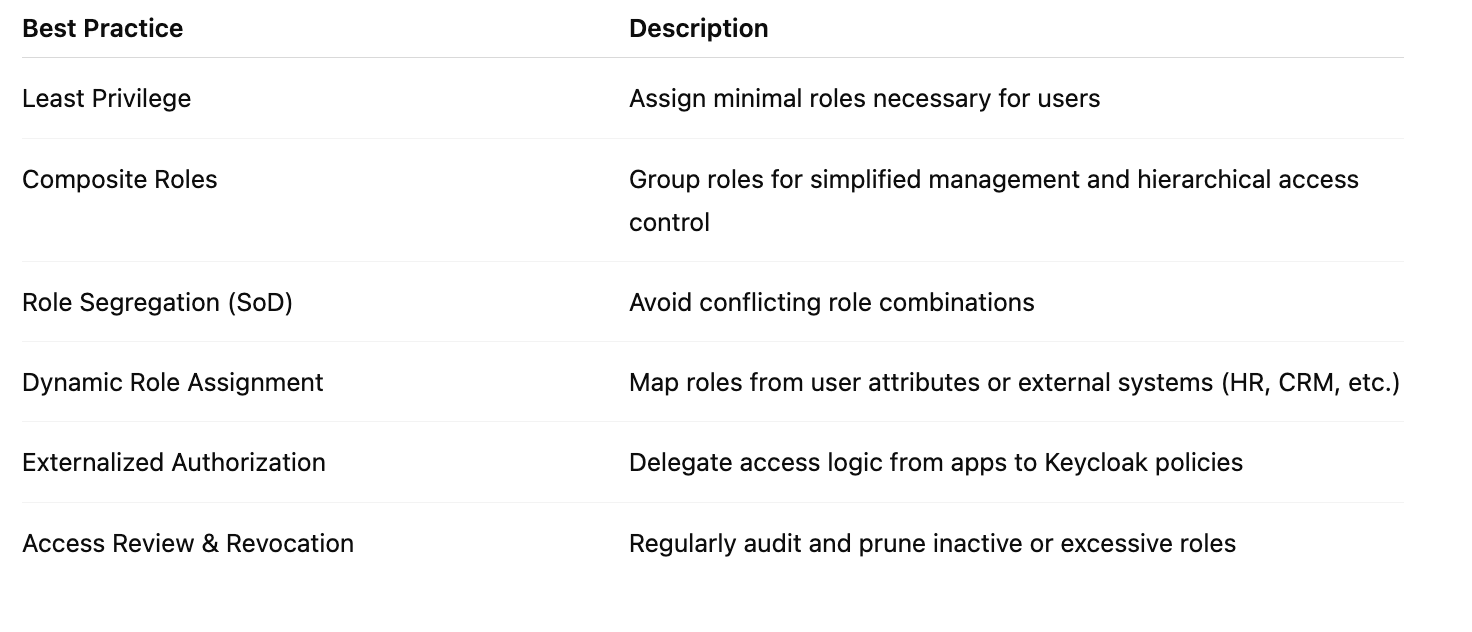 Best Practice Description
Least Privilege Assign minimal roles necessary for users
Composite Roles Group roles for simplified management and hierarchical access
control
Role Segregation (SoD) Avoid conflicting role combinations
Dynamic Role Assignment Map roles from user attributes or external systems (HR, CRM, etc.)
Externalized Authorization Delegate access logic from apps to Keycloak policies
Access Review & Revocation Regularly audit and prune inactive or excessive roles